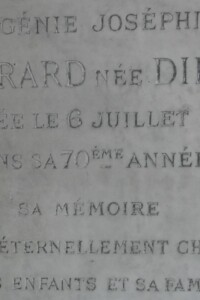 GÉNIE JOSÉPHI
RARD NÉE DI
ÉE LE 6 JUILLET
NS SA 70ÈME ANNÉE
SA MÉMOIRE
ÉTERNELLEMENT CH
S ENFANTS ET SA FAM